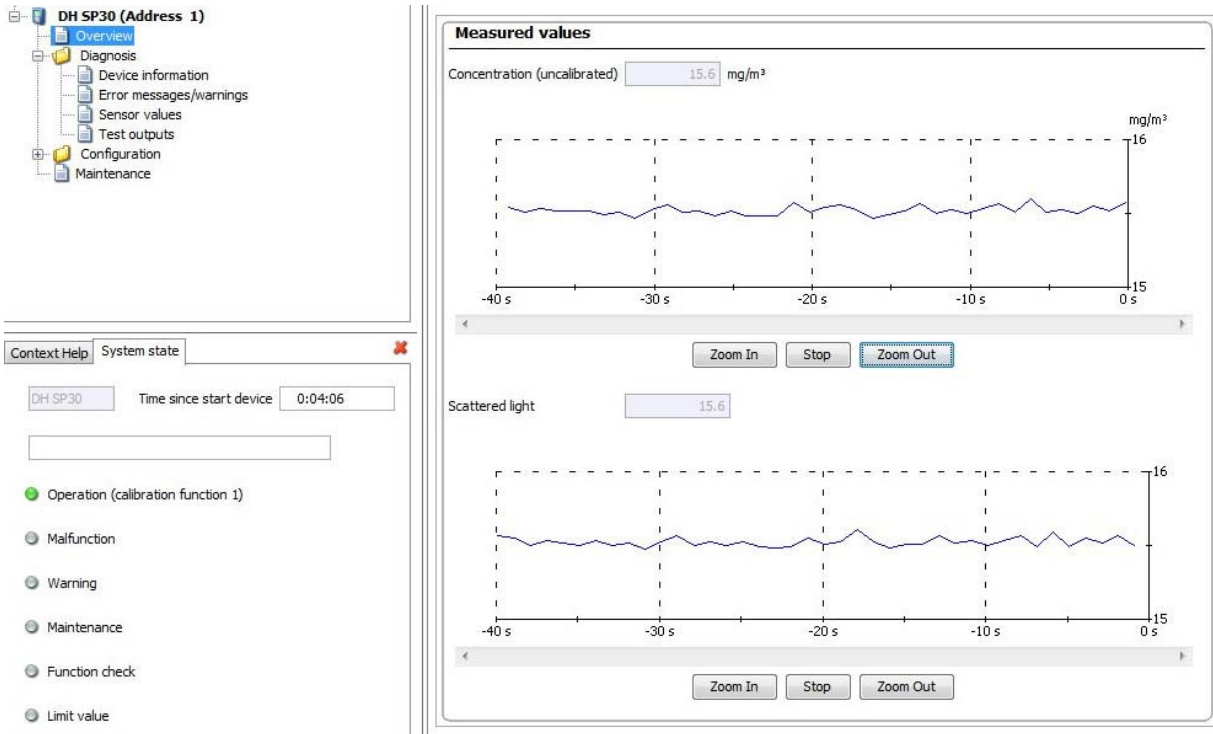 DH SP30 (Address 1)
Overview
Diagnosis
Device information
Error messages/warnings
Sensor values
Test outputs
Configuration
Maintenance
Context Help
System state
DH SP30
Time since start device
0:04:06
Operation (calibration function 1)
Malfunction
Warning
Maintenance
Function check
Limit value
Measured values
Concentration (uncalibrated)
15.6
mg/m³
mg/m³
16
15
-40 s
-30 s
-20 s
-10 s
0 s
Zoom In
Stop
Zoom Out
Scattered light
15.6
16
15
-40 s
-30 s
-20 s
-10 s
0 s
Zoom In
Stop
Zoom Out